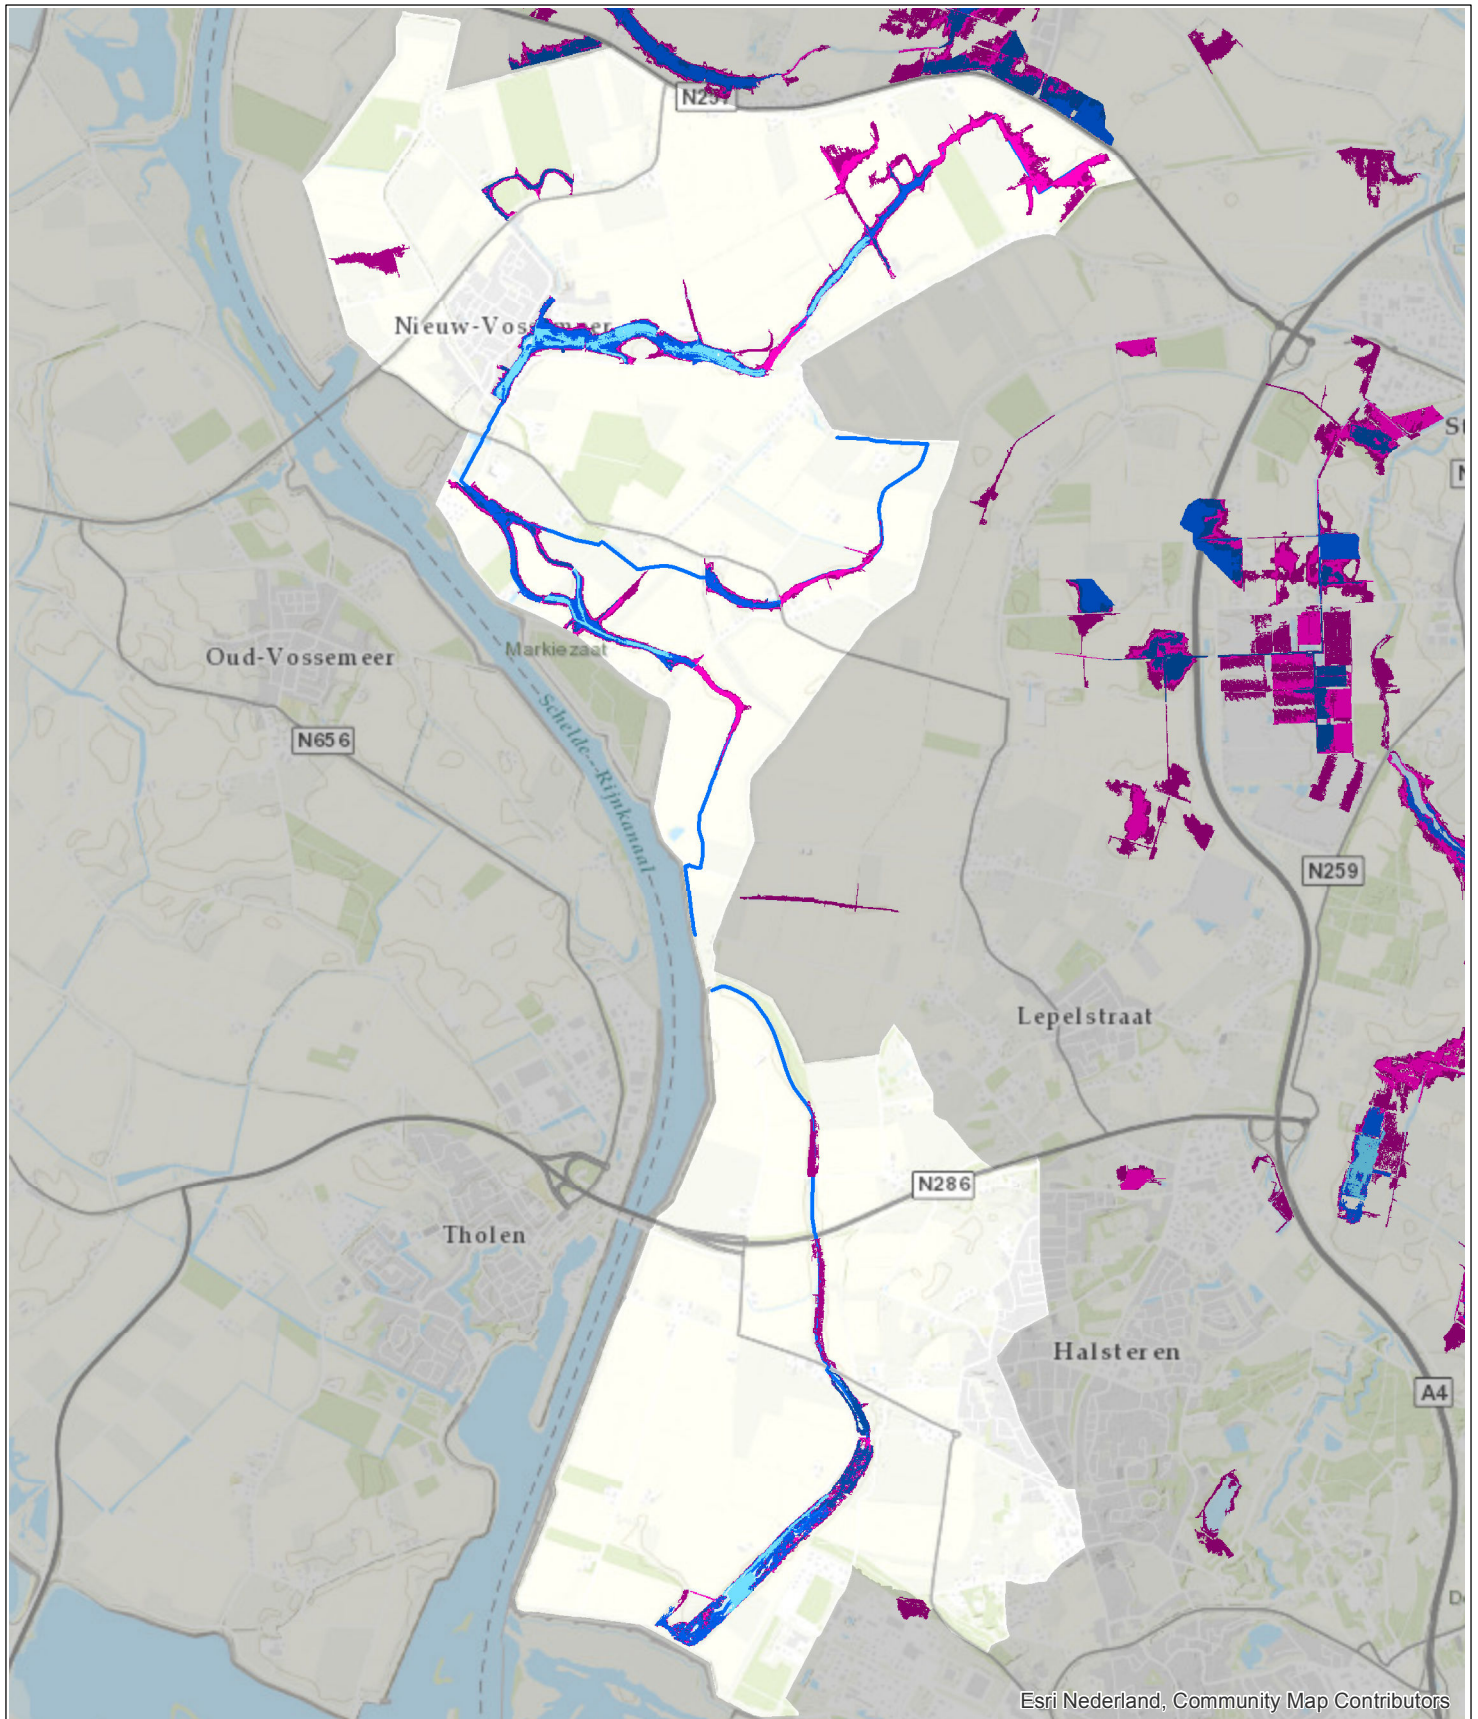 N257
Nieuw-Vossemeer
St
N
Oud-Vossemeer
Markiezaat
N656
Schelde-Rijnkanaal
N259
Lepelstraat
N286
Tholen
Halsteren
A4
D
Esri Nederland, Community Map Contributors